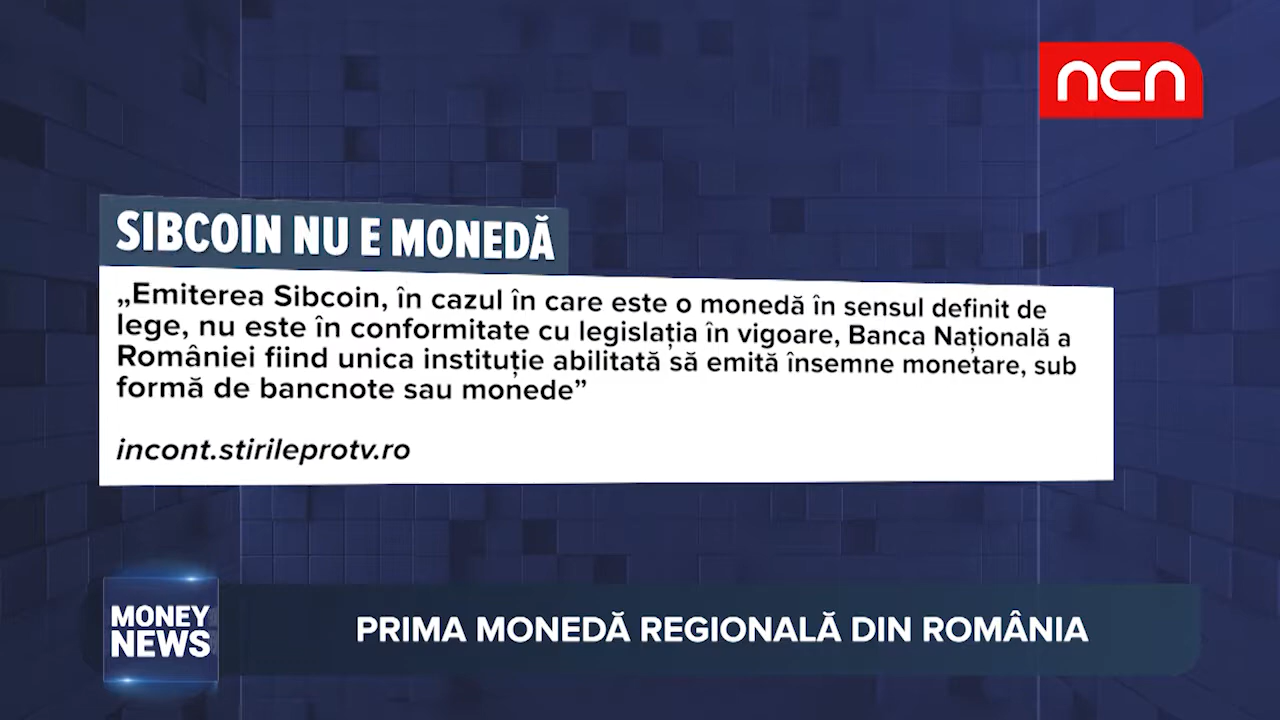 ncn
SIBCOIN NU E MONEDĂ
„Emiterea Sibcoin, în cazul în care este o monedă în sensul definit de
lege, nu este în conformitate cu legislația în vigoare, Banca Națională a
României fiind unica instituție abilitată să emită însemne monetare, sub
formă de bancnote sau monede”
incont.stirileprotv.ro
MONEY
NEWS
PRIMA MONEDĂ REGIONALĂ DIN ROMÂNIA